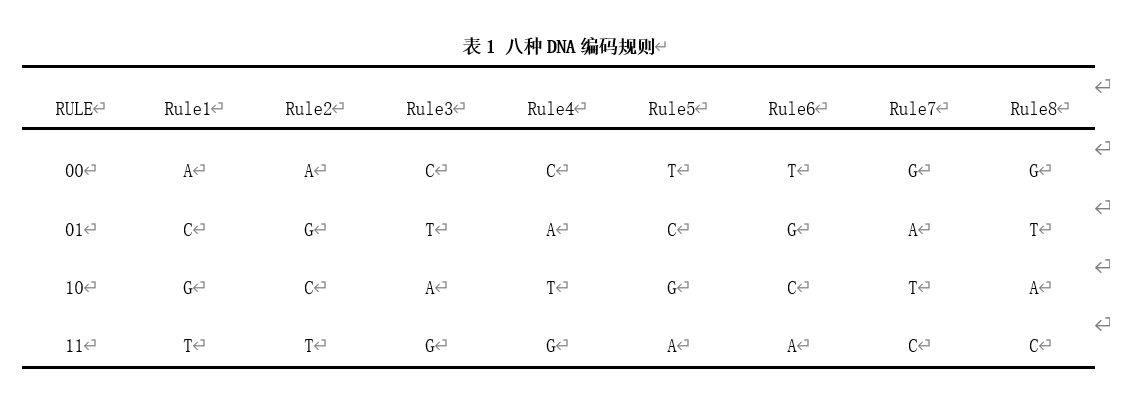 表 1 八种 DNA 编码规则
RULE Rule1 Rule2 Rule3 Rule4 Rule5 Rule6 Rule7 Rule8
00 A A C C T T G G
01 C G T A C G A T
10 G C A T G C T A
11 T T G G A A C C